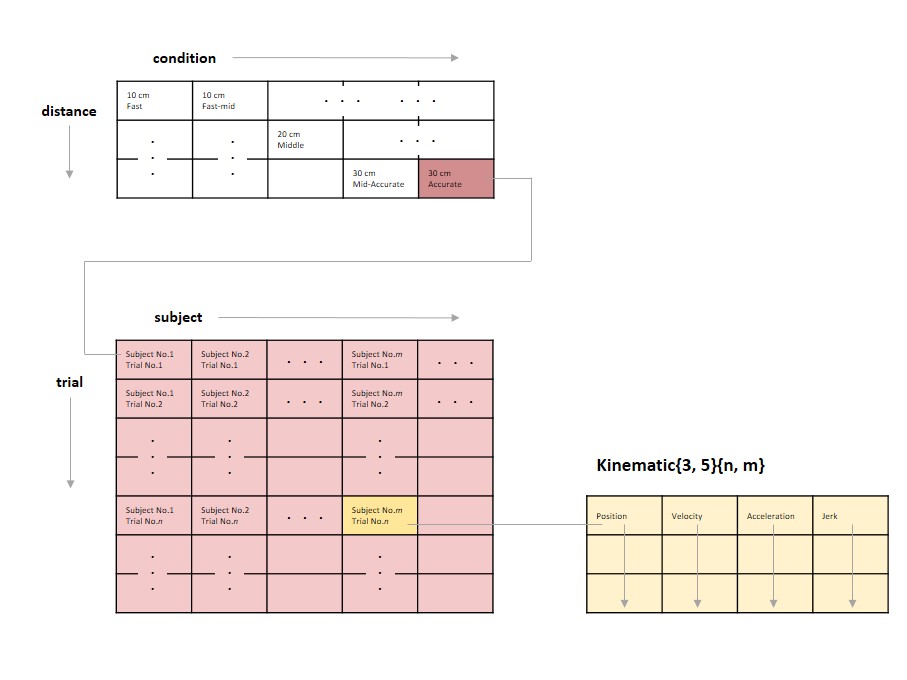 condition
distance
10 cm
Fast
10 cm
Fast-mid
. . .
. . .
20 cm
Middle
. . .
30 cm
Mid-Accurate
30 cm
Accurate
subject
trial
Subject No.1
Trial No.1
Subject No.2
Trial No.1
. . .
Subject No.m
Trial No.1
. . .
Subject No.1
Trial No.2
Subject No.2
Trial No.2
. . .
Subject No.m
Trial No.2
. . .
Subject No.1
Trial No.n
Subject No.2
Trial No.n
. . .
Subject No.m
Trial No.n
Kinematic{3, 5}{n, m}
Position
Velocity
Acceleration
Jerk